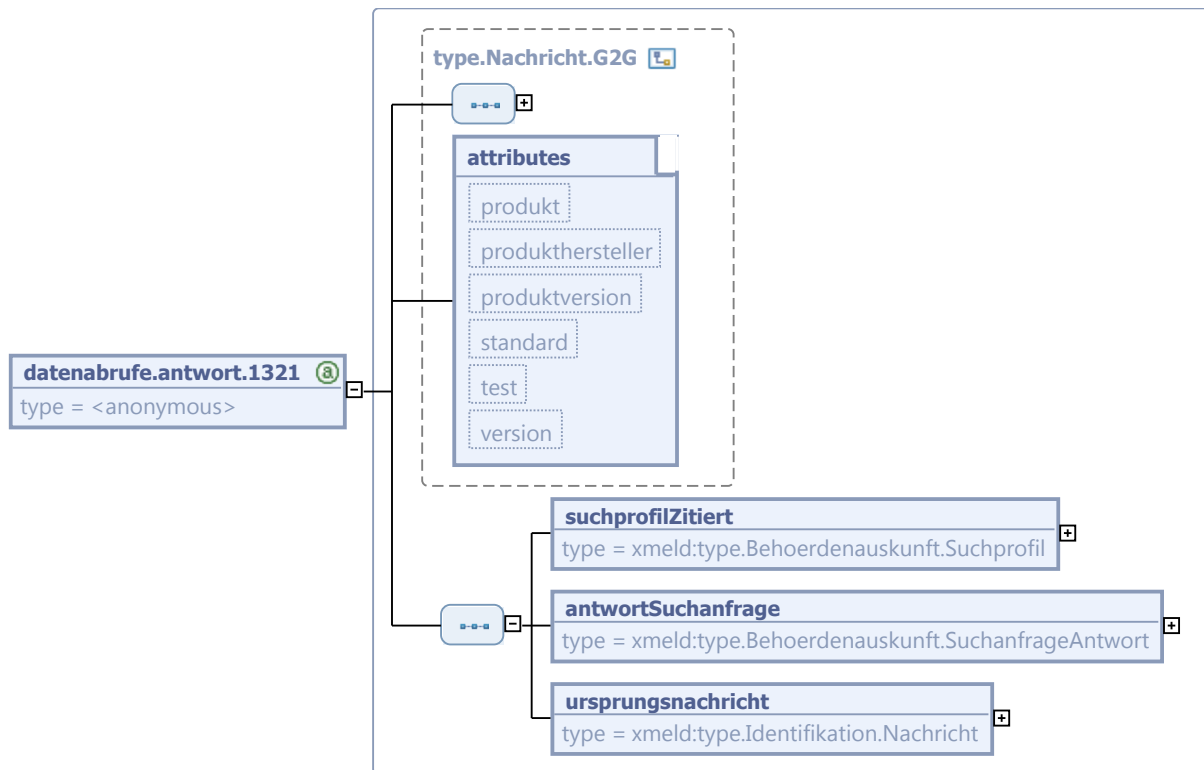 type.Nachricht.G2G
attributes
produkt
produkthersteller
produktversion
standard
test
version
datenabrufe.antwort.1321 a
type = <anonymous>
suchprofilZitiert
type = xmeld:type.Behoerdenauskunft.Suchprofil
antwortSuchanfrage
type = xmeld:type.Behoerdenauskunft.SuchanfrageAntwort
ursprungsnachricht
type = xmeld:type.Identifikation.Nachricht